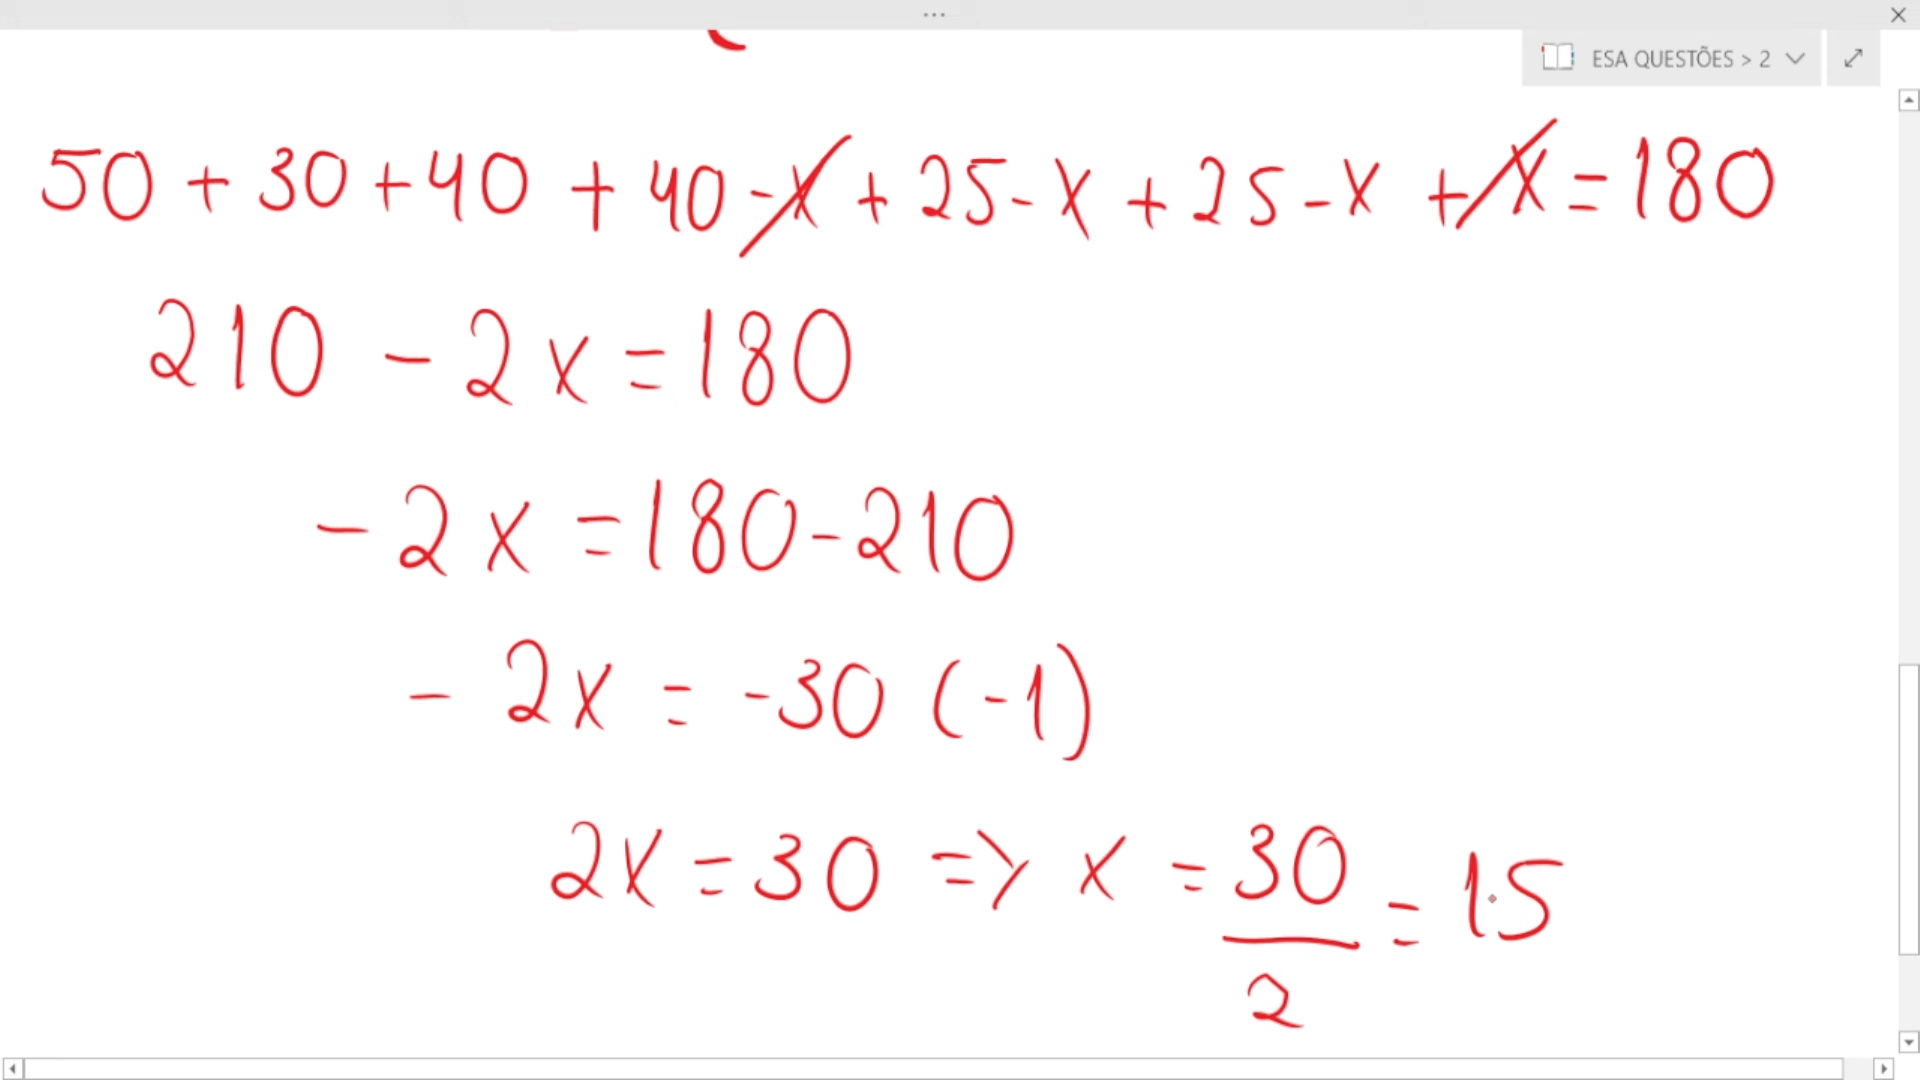 ESA QUESTÕES > 2
50 + 30 + 40 + 40 - x + 25 - x + 25 - x + x = 180
210 - 2x = 180
- 2x = 180 - 210
- 2x = -30 (-1)
2x = 30 => x = 30/2 = 15